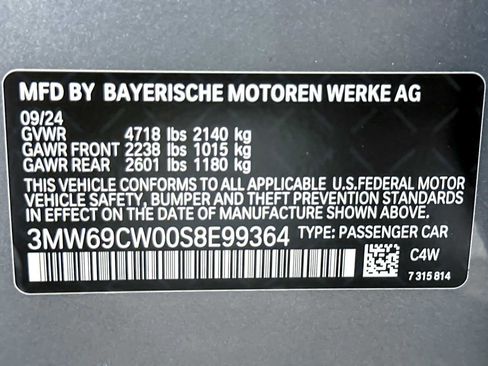 MFD BY BAYERISCHE MOTOREN WERKE AG
09/24
GVWR 4718 lbs 2140 kg
GAWR FRONT 2238 lbs 1015 kg
GAWR REAR 2601 lbs 1180 kg
THIS VEHICLE CONFORMS TO ALL APPLICABLE U.S.FEDERAL MOTOR
VEHICLE SAFETY, BUMPER, AND THEFT PREVENTION STANDARDS
IN EFFECT ON THE DATE OF MANUFACTURE SHOWN ABOVE.
3MW69CW00S8E99364 TYPE: PASSENGER CAR
C4W
7 315 814